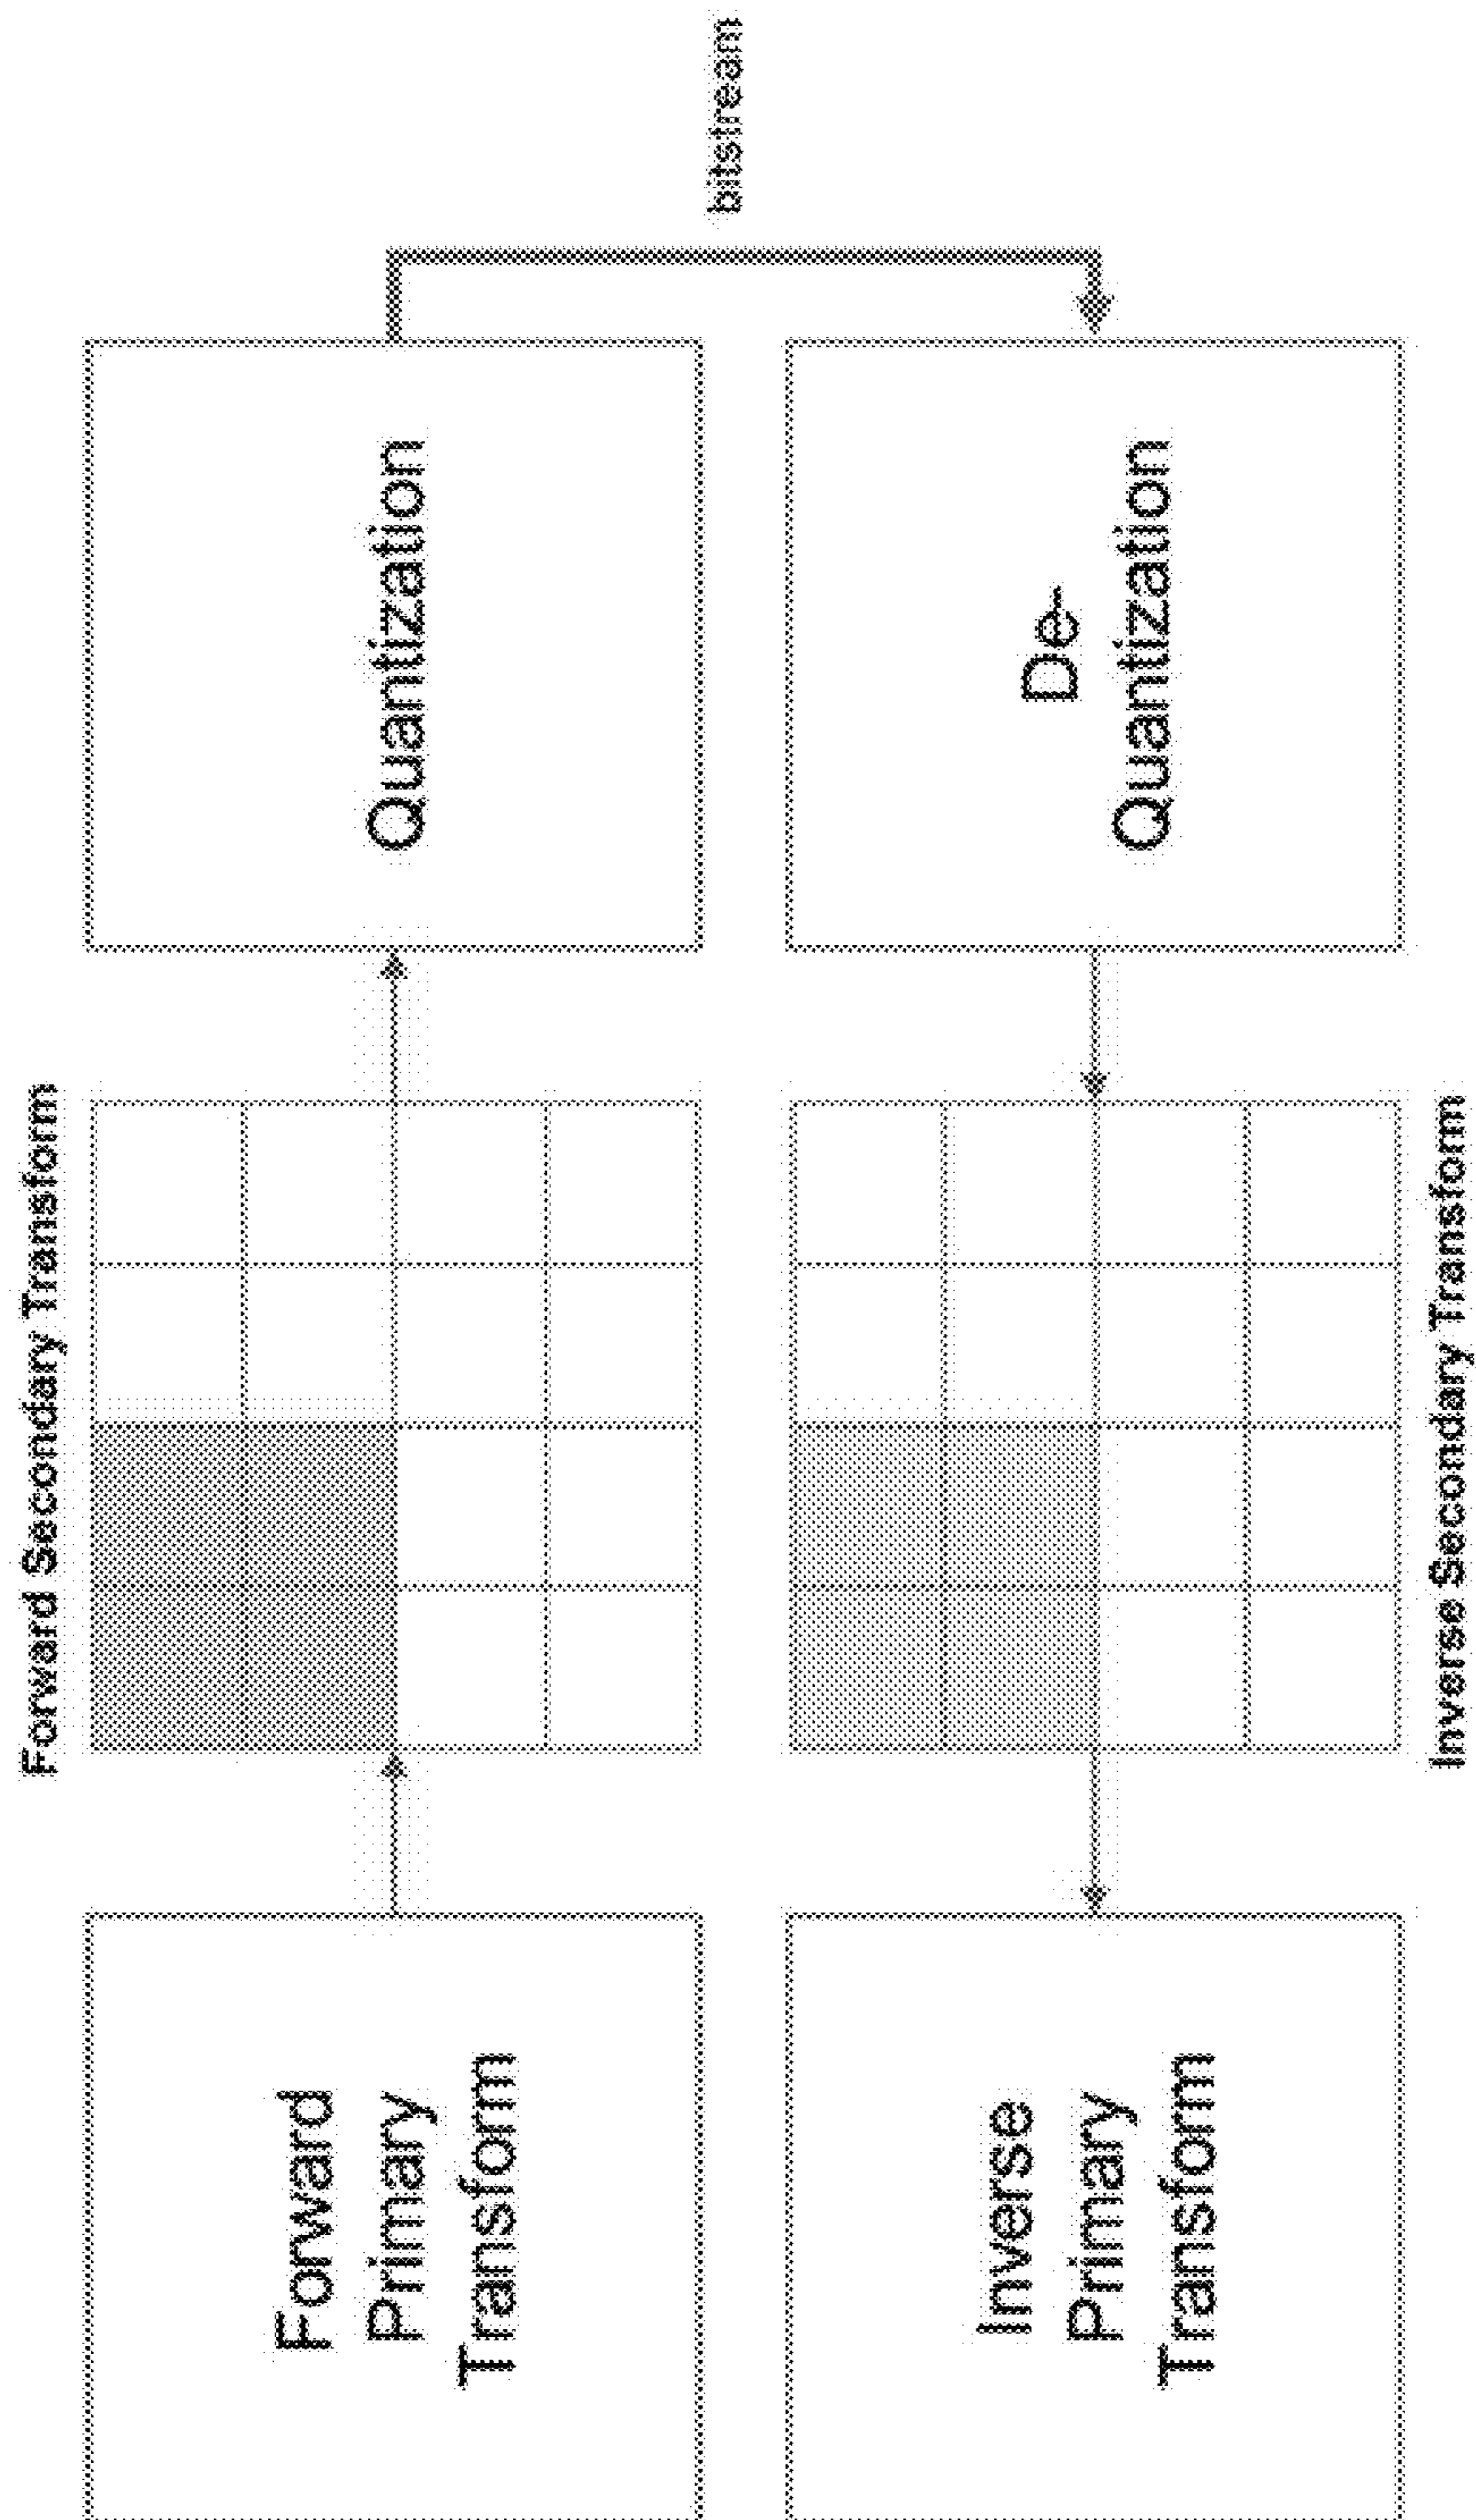 Forward Secondary Transform
Forward
Primary
Transform
Quantization
bitstream
Inverse
Primary
Transform
De-
Quantization
Inverse Secondary Transform